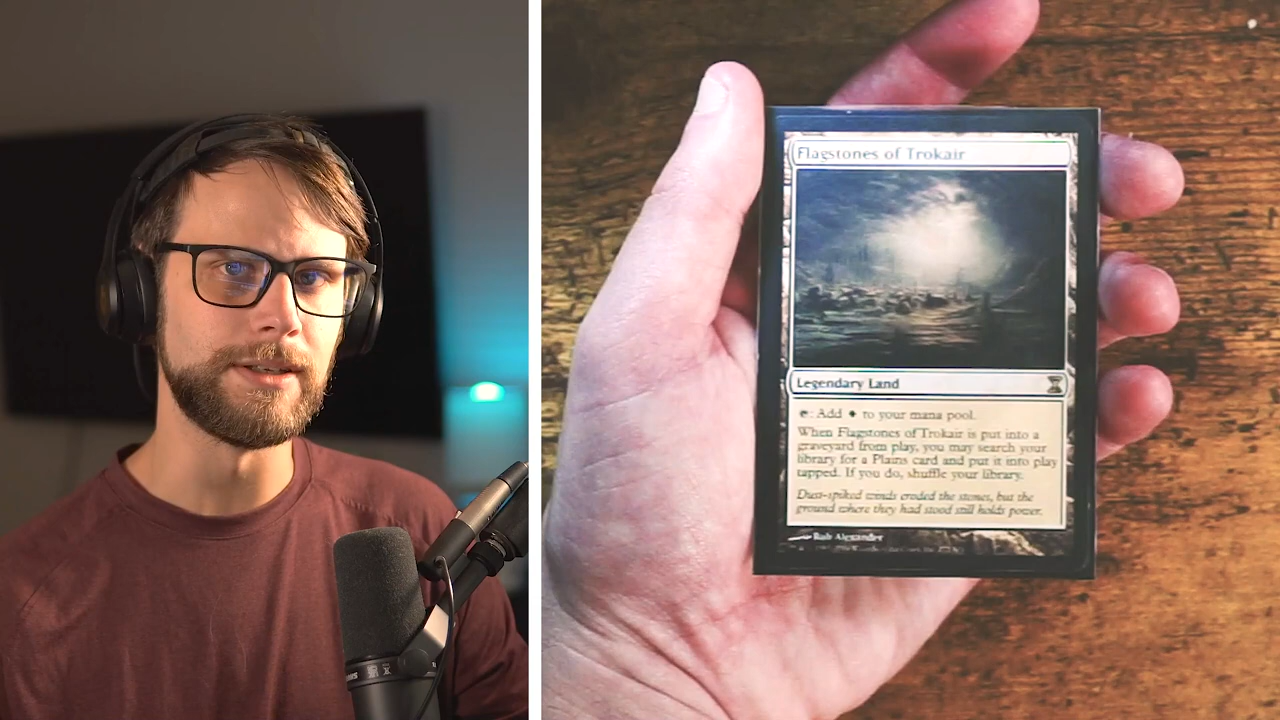 Flagstones of Trokair
Legendary Land
: Add to your mana pool.
When Flagstones of Trokair is put into a
graveyard from play, you may search your
library for a Plains card and put it into play
tapped. If you do, shuffle your library.
Dust-spiked winds eroded the stones, but the
ground where they had stood still holds power.
Rob Alexander